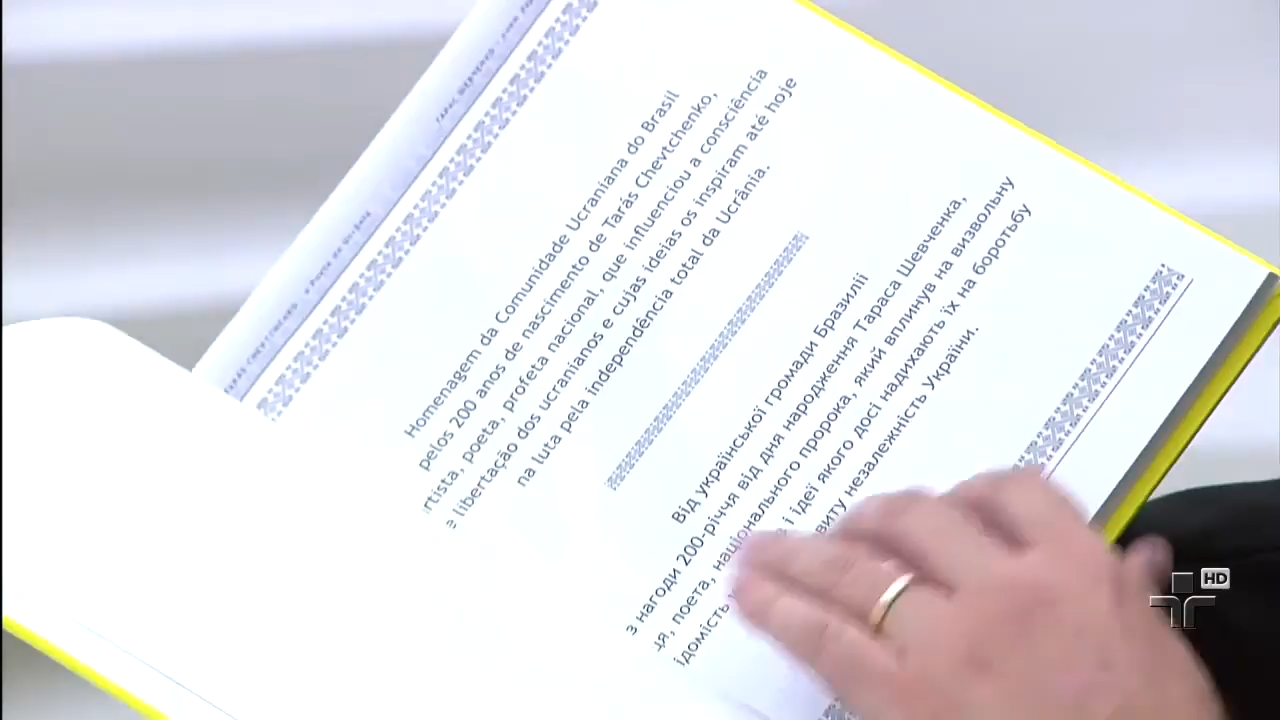 Homenagem da Comunidade Ucraniana do Brasil
pelos 200 anos de nascimento de Tarás Chevtchenko,
rtista, poeta, profeta nacional, que influenciou a consciência
e libertação dos ucranianos e cujas ideias os inspiram até hoje
na luta pela independência total da Ucrânia.
Від української громади Бразилії
з нагоди 200-річчя від дня народження Тараса Шевченка,
ця, поета, національного пророка, який вплинув на визвольну
ідомість і ідеї якого досі надихають їх на боротьбу
незалежність України.
HD